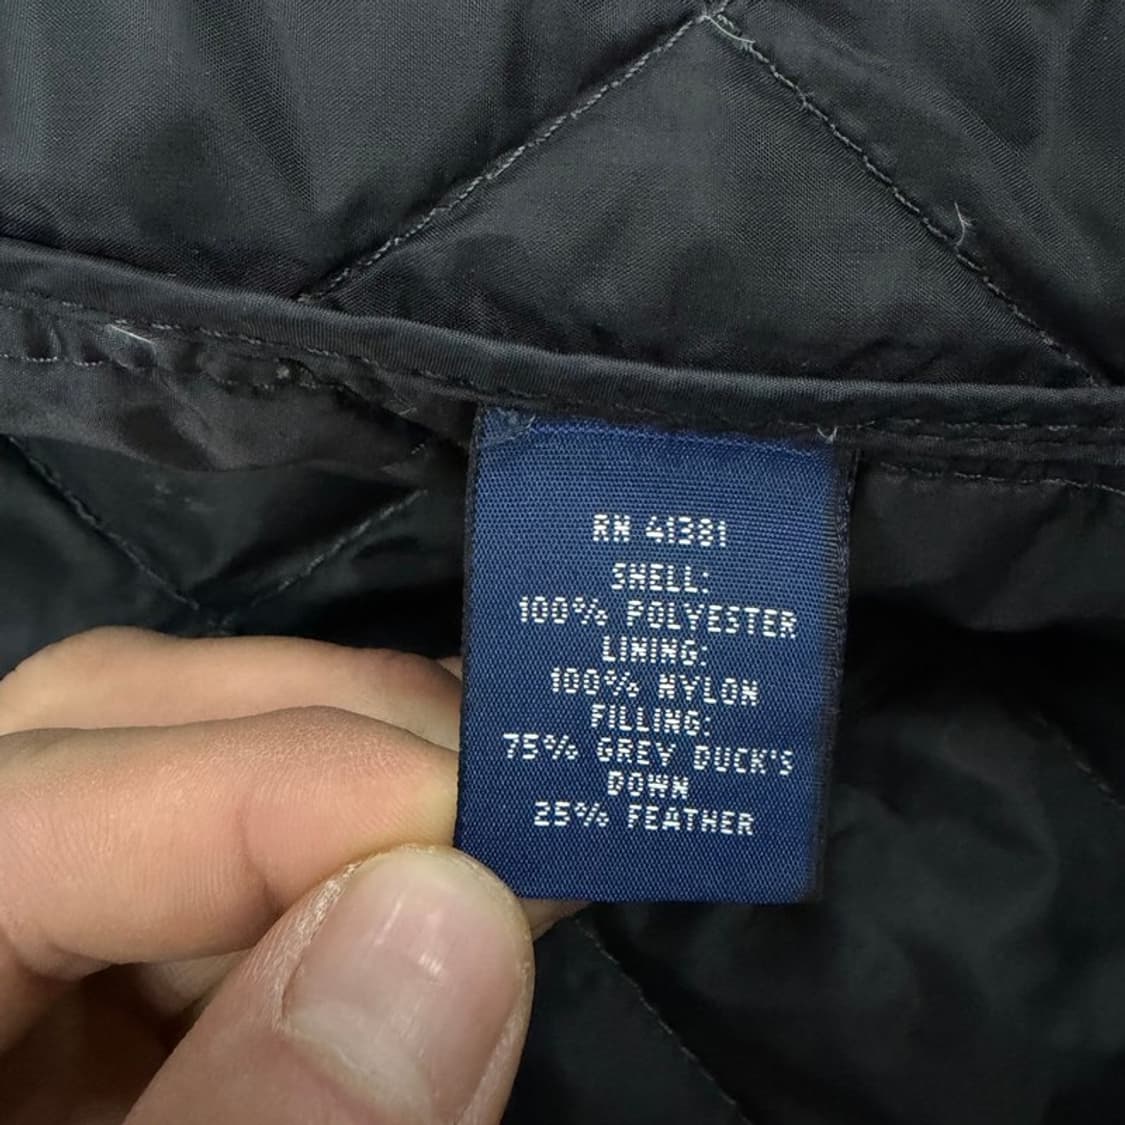 RN 41381
SHELL:
100% POLYESTER
LINING:
100% NYLON
FILLING:
75% GREY DUCK'S
DOWN
25% FEATHER